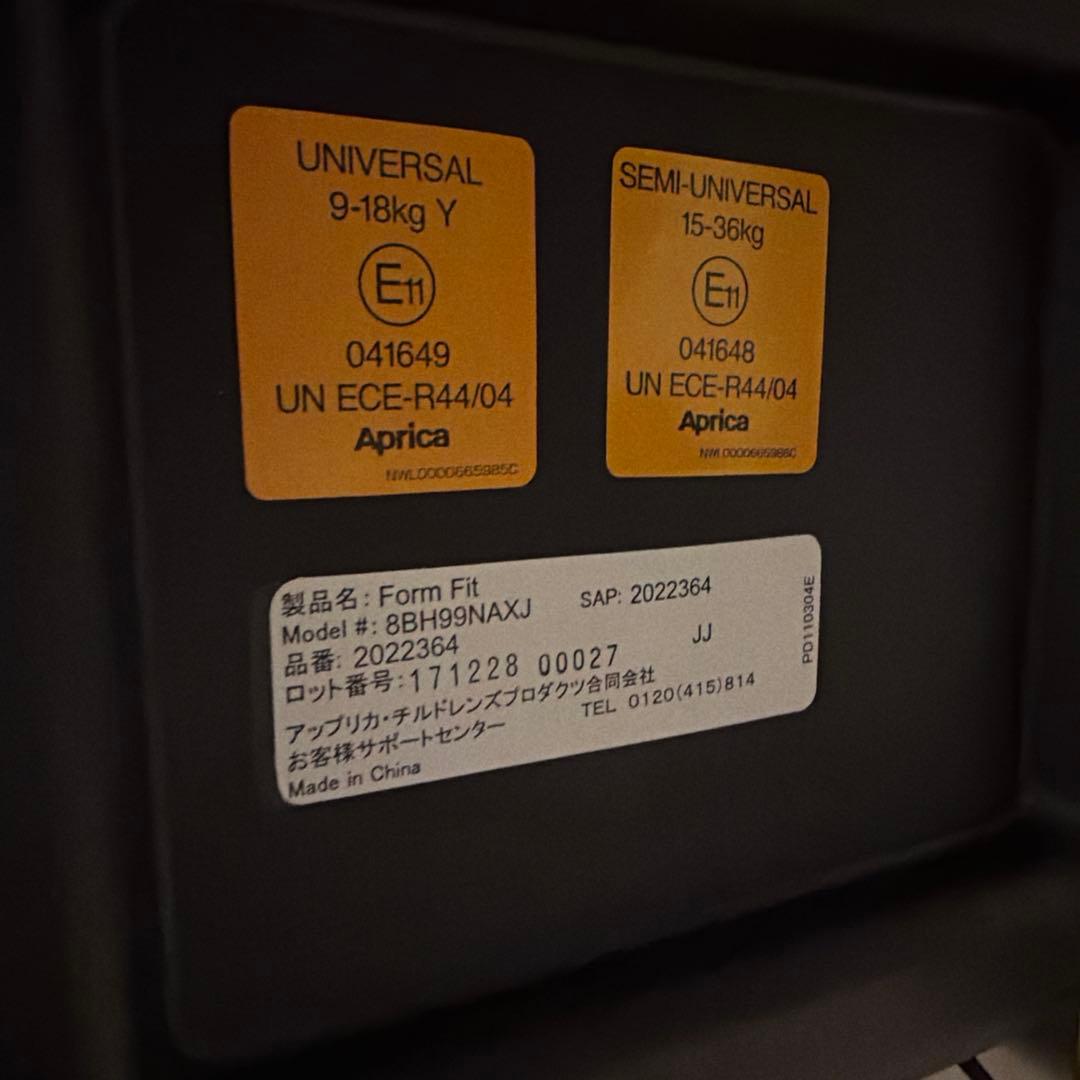 UNIVERSAL
9-18kg Y
E11
041649
UN ECE-R44/04
Aprica
NWL0000665985C
SEMI-UNIVERSAL
15-36kg
E11
041648
UN ECE-R44/04
Aprica
NWL0000665986C
製品名: Form Fit
Model #: 8BH99NAXJ SAP: 2022364
品番: 2022364 JJ
ロット番号:171228 00027
アップリカ・チルドレンズプロダクツ合同会社
お客様サポートセンター TEL 0120(415)814
Made in China
PD110304E